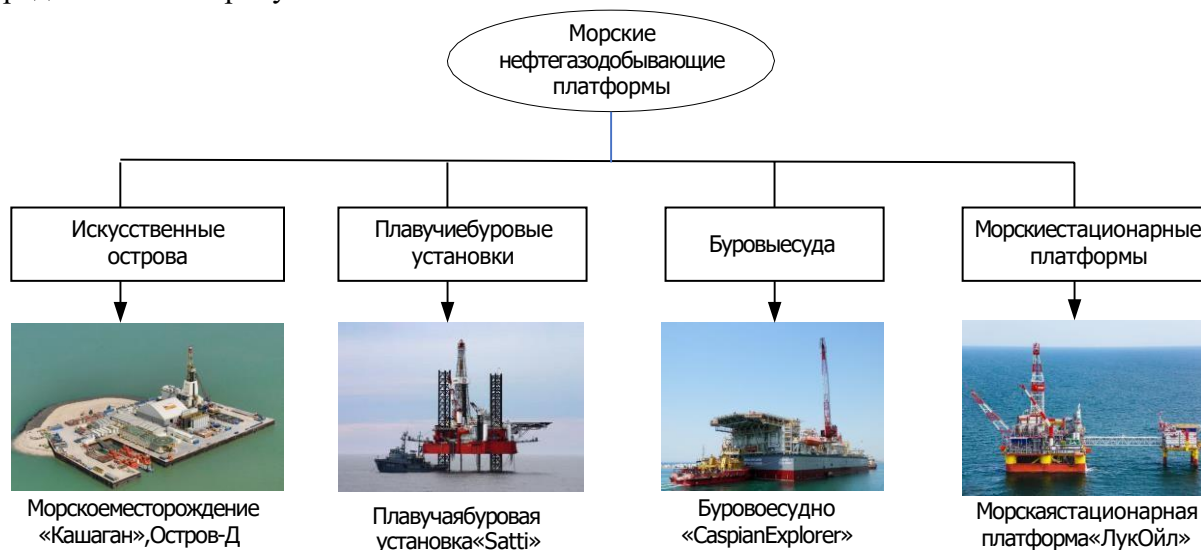 Морские
нефтегазодобывающие
платформы
Искусственные
острова
Плавучиебуровые
установки
Буровыесуда
Морскиестационарные
платформы
Морскоеместорождение
«Кашаган»,Остров-Д
Плавучаябуровая
установка«Satti»
Буровоесудно
«CaspianExplorer»
Морскаястационарная
платформа«ЛукОйл»